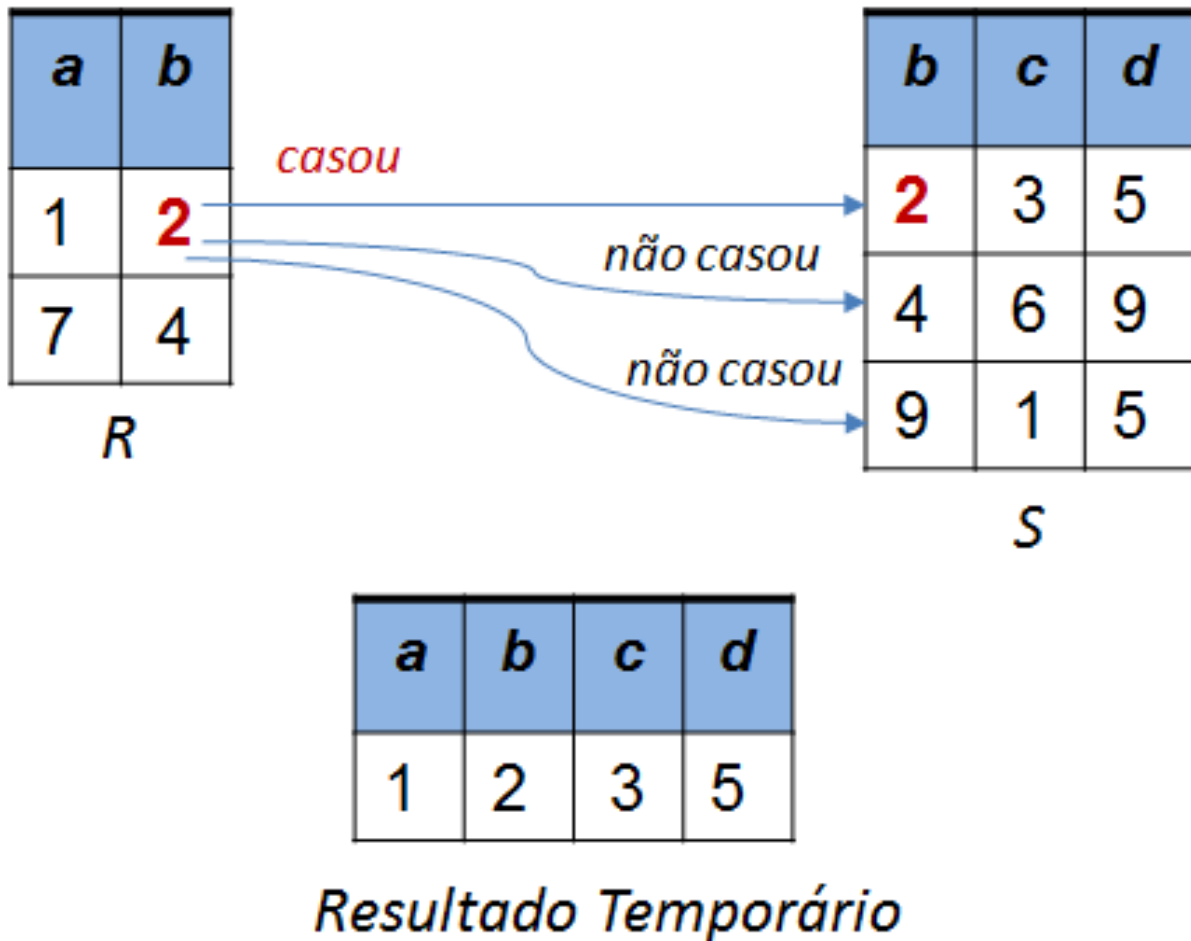 a b
1 2
7 4
R
casou
não casou
não casou
b c d
2 3 5
4 6 9
9 1 5
S
a b c d
1 2 3 5
Resultado Temporário